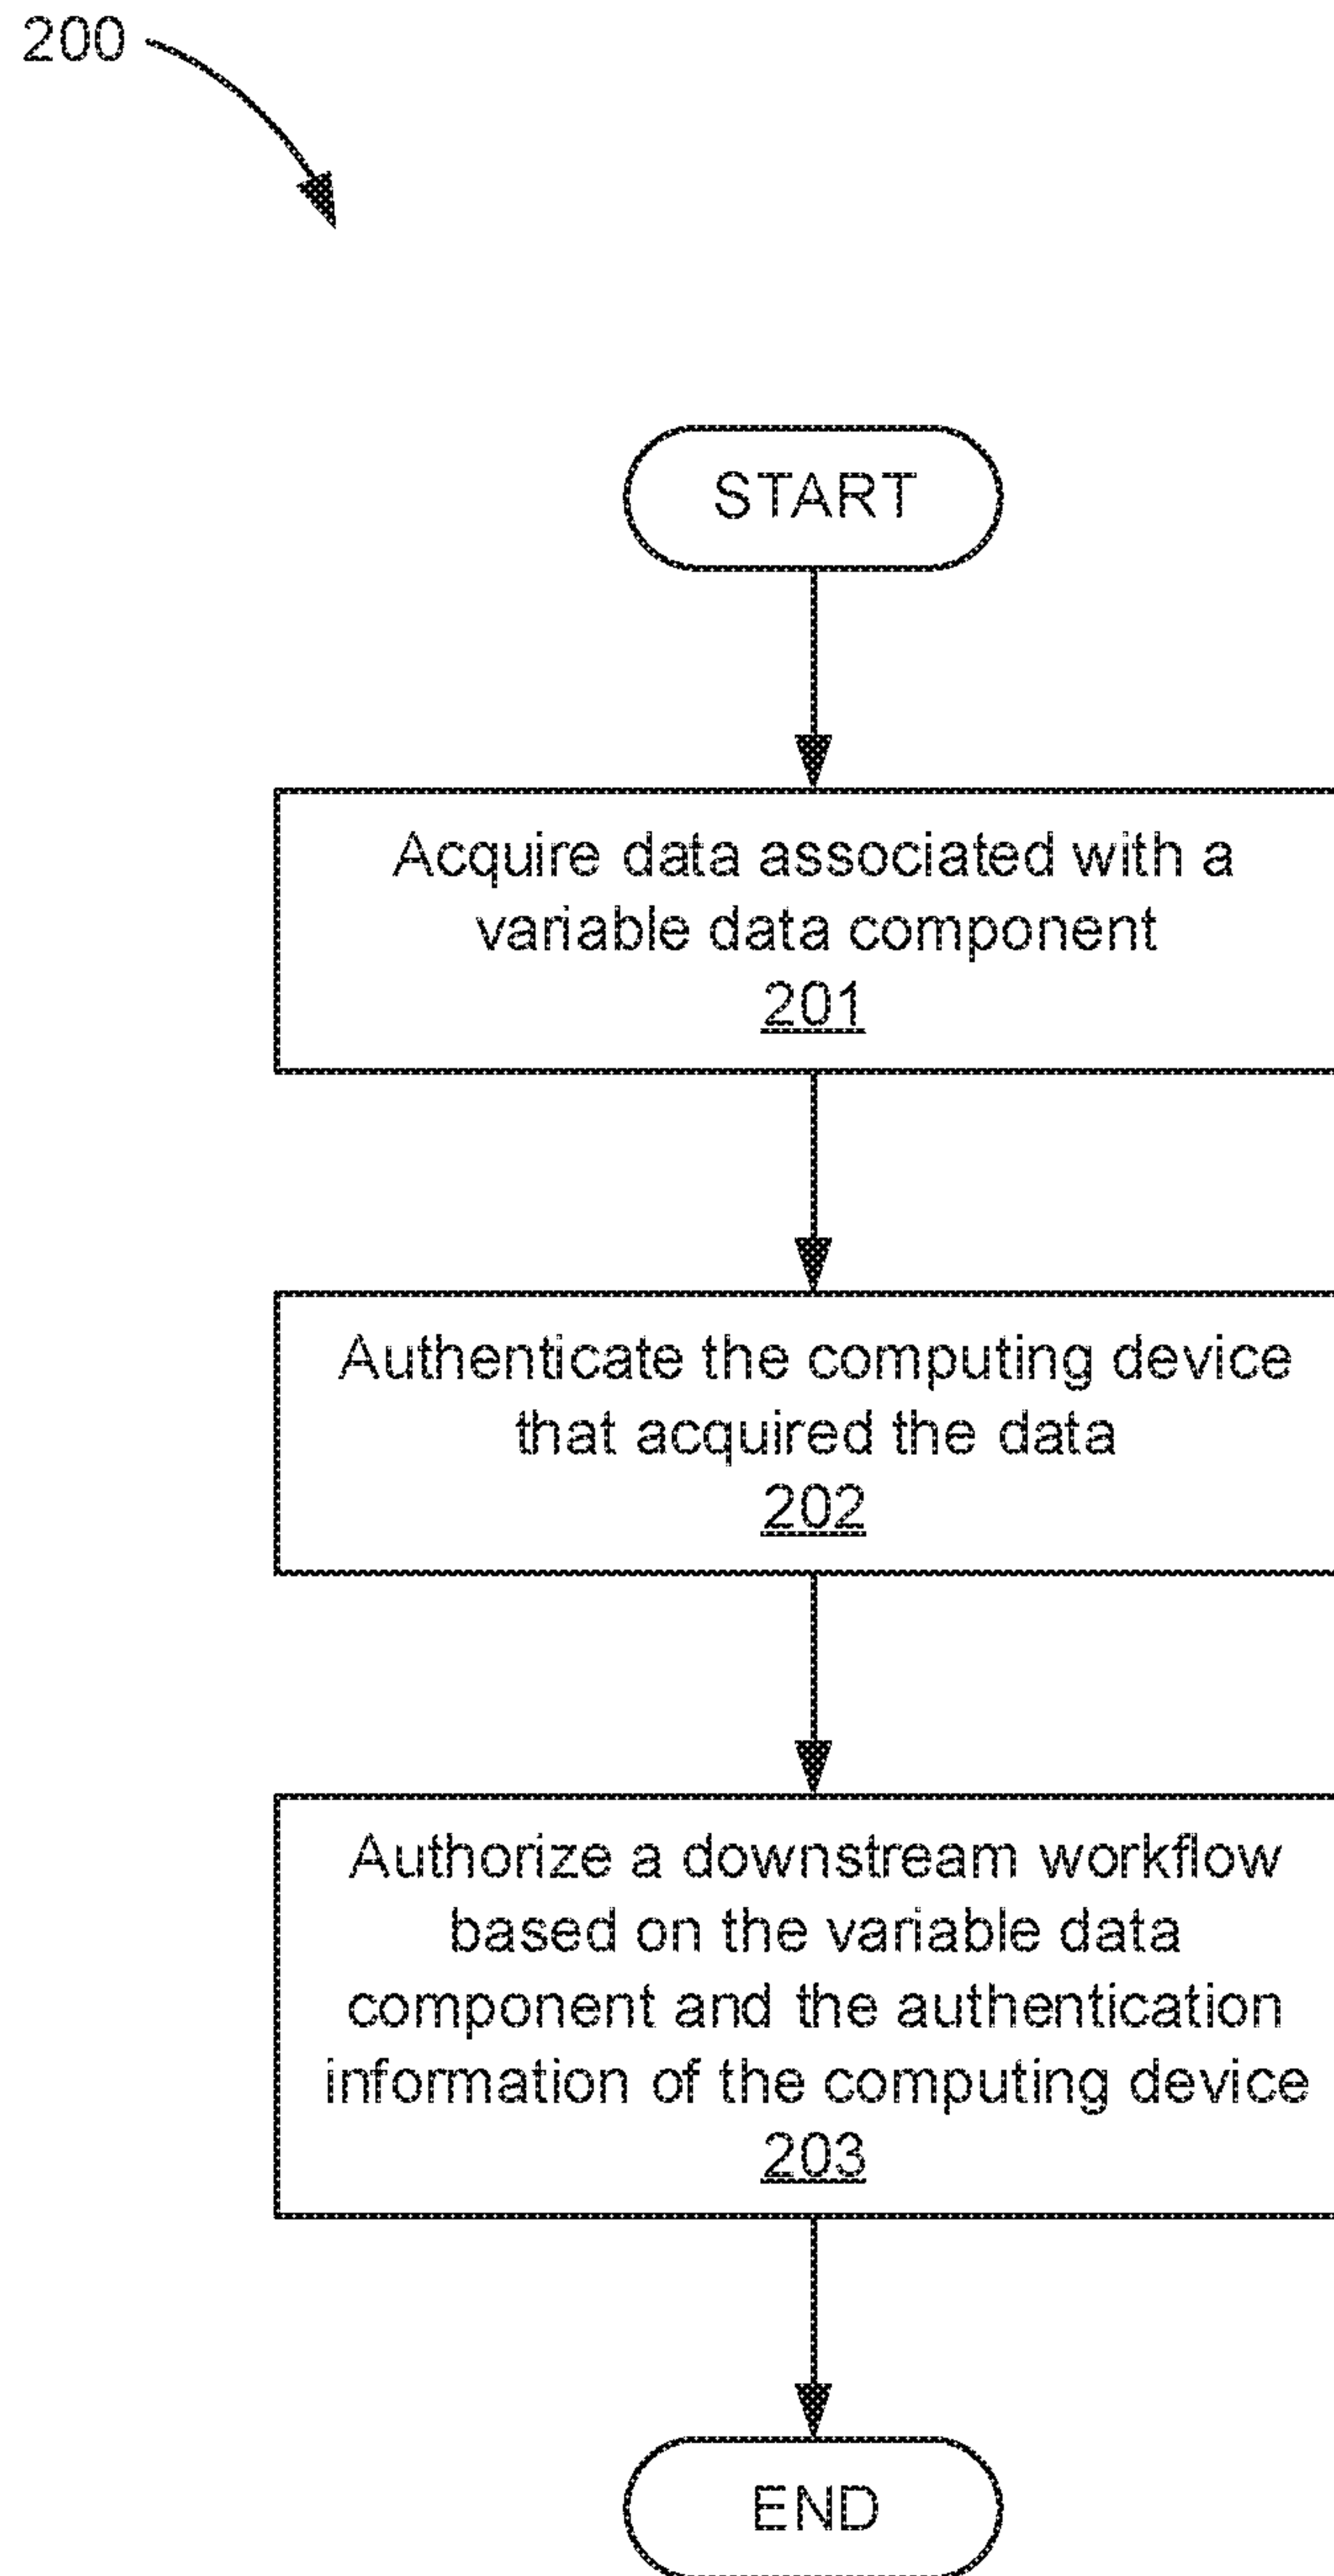 200
START
Acquire data associated with a
variable data component
201
Authenticate the computing device
that acquired the data
202
Authorize a downstream workflow
based on the variable data
component and the authentication
information of the computing device
203
END